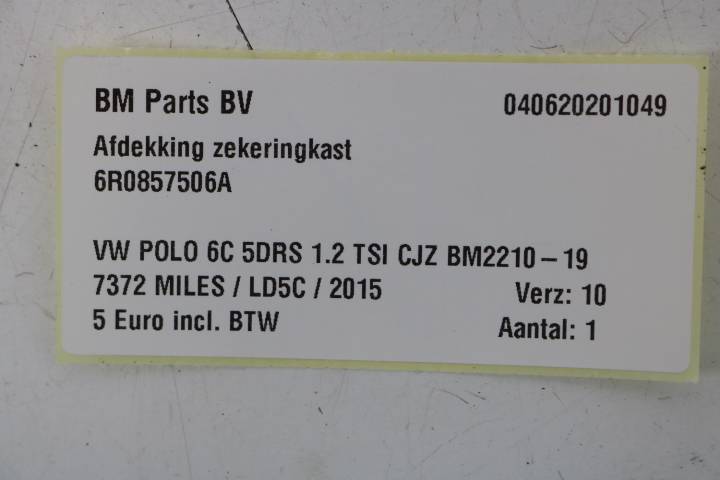 BM Parts BV 040620201049
Afdekking zekeringkast
6R0857506A
VW POLO 6C 5DRS 1.2 TSI CJZ BM2210-19
7372 MILES / LD5C / 2015 Verz: 10
5 Euro incl. BTW Aantal: 1